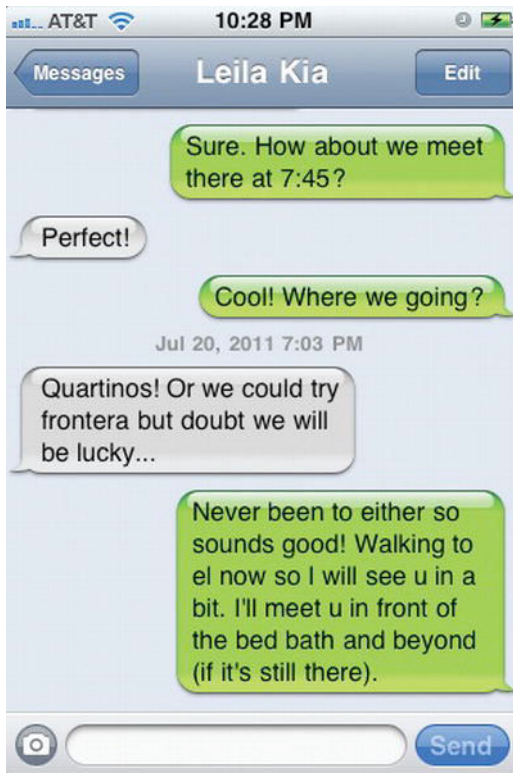 AT&T 10:28 PM
Messages Leila Kia Edit
Sure. How about we meet
there at 7:45?
Perfect!
Cool! Where we going?
Jul 20, 2011 7:03 PM
Quartinos! Or we could try
frontera but doubt we will
be lucky...
Never been to either so
sounds good! Walking to
el now so I will see u in a
bit. I'll meet u in front of
the bed bath and beyond
(if it's still there).
Send